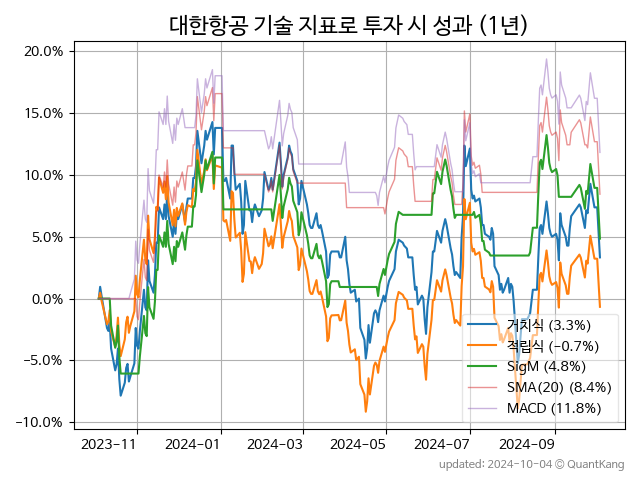 대한항공 기술 지표로 투자 시 성과 (1년)
20.0%
15.0%
10.0%
5.0%
0.0%
−5.0%
−10.0%
거치식 (3.3%)
적립식 (−0.7%)
SigM (4.8%)
SMA(20) (8.4%)
MACD (11.8%)
2023−11
2024−01
2024−03
2024−05
2024−07
2024−09
updated: 2024-10-04 ⓒ QuantKang